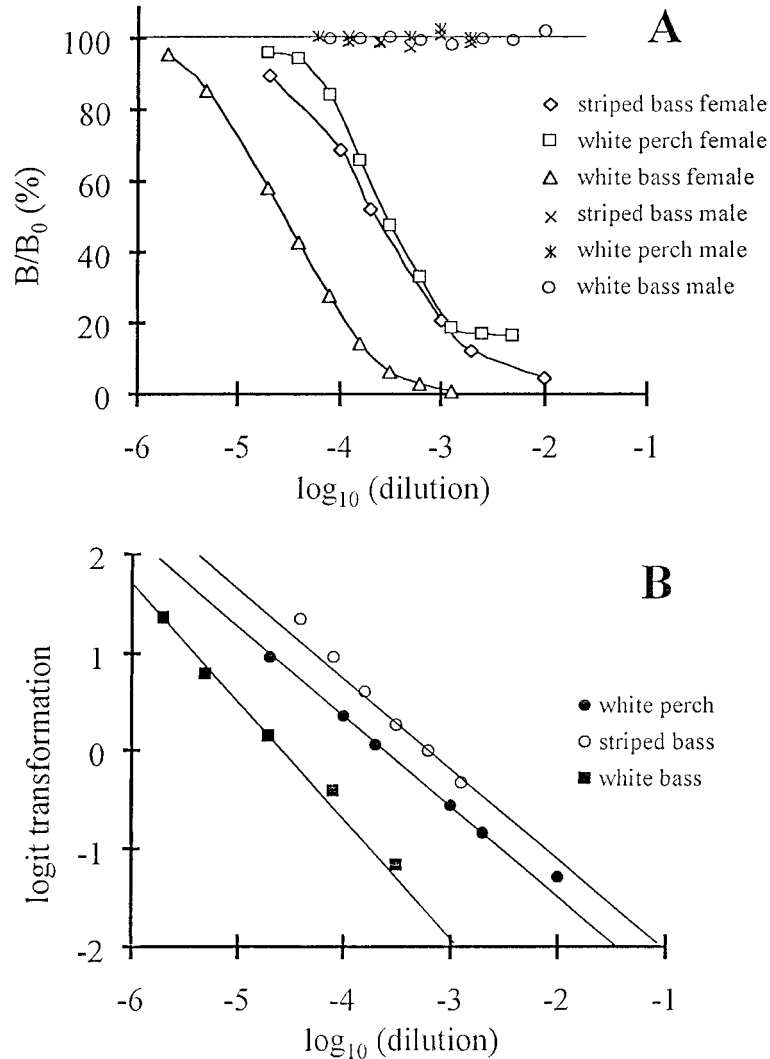 A
100
80
60
40
20
0
B/B₀ (%)
-6 -5 -4 -3 -2 -1
log₁₀ (dilution)
striped bass female
white perch female
white bass female
striped bass male
white perch male
white bass male
B
2
1
0
-1
-2
logit transformation
-6 -5 -4 -3 -2 -1
log₁₀ (dilution)
white perch
striped bass
white bass